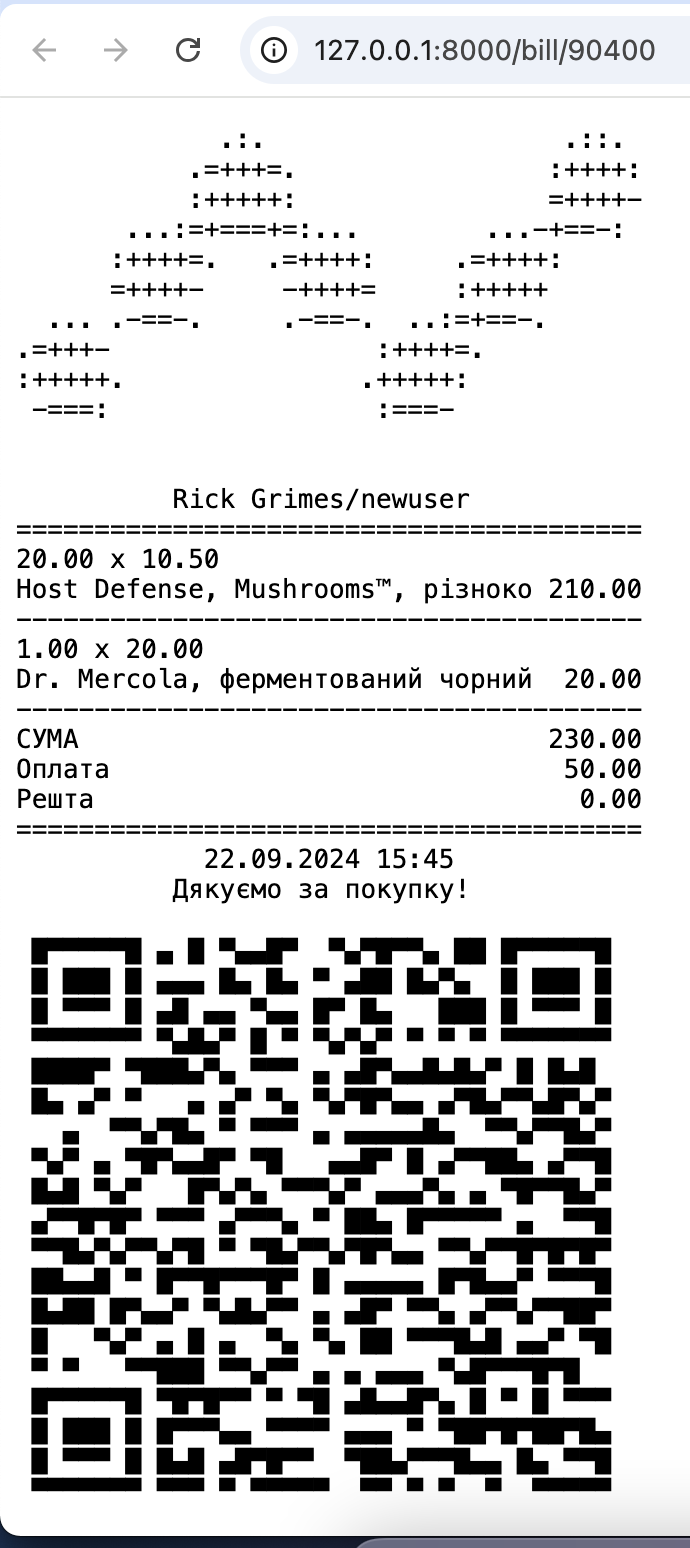 127.0.0.1:8000/bill/90400
Rick Grimes/newuser
========================================
20.00 x 10.50
Host Defense, Mushrooms™, різноко 210.00
----------------------------------------
1.00 x 20.00
Dr. Mercola, ферментований чорний  20.00
----------------------------------------
СУМА 230.00
Оплата 50.00
Решта 0.00
========================================
22.09.2024 15:45
Дякуємо за покупку!